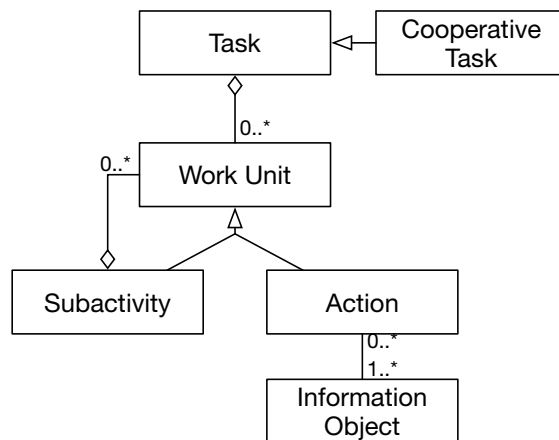 Task
Cooperative
Task
0..*
0..*
Work Unit
Subactivity
Action
0..*
1..*
Information
Object